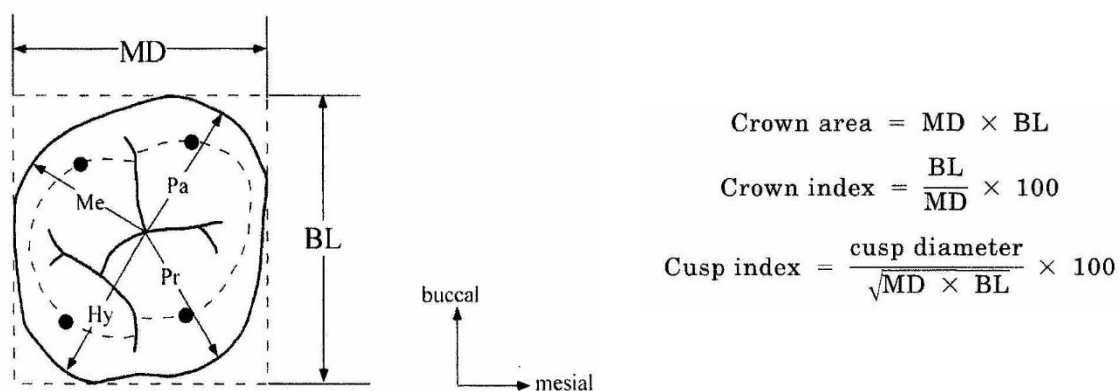 MD
Pa
Me
BL
Pr
Hy
buccal
mesial
Crown area = MD × BL
Crown index = BL/MD × 100
Cusp index = cusp diameter/√MD × BL × 100